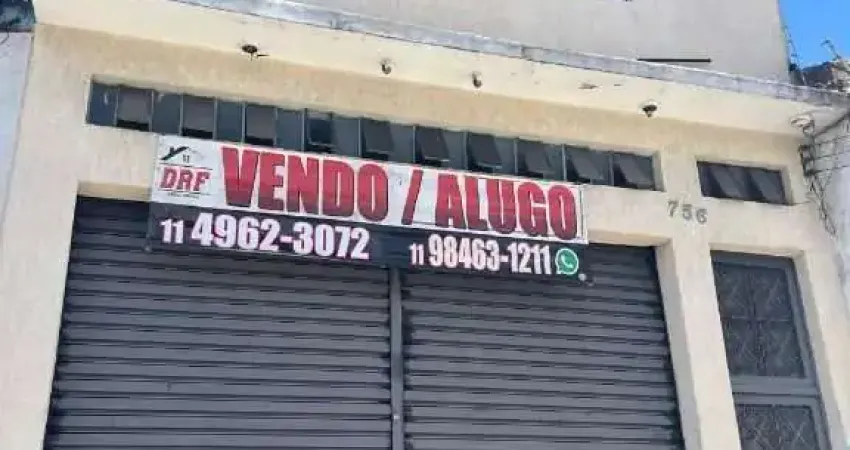 DRF
VENDO / ALUGO
11 4962-3072
11 98463-1211
756